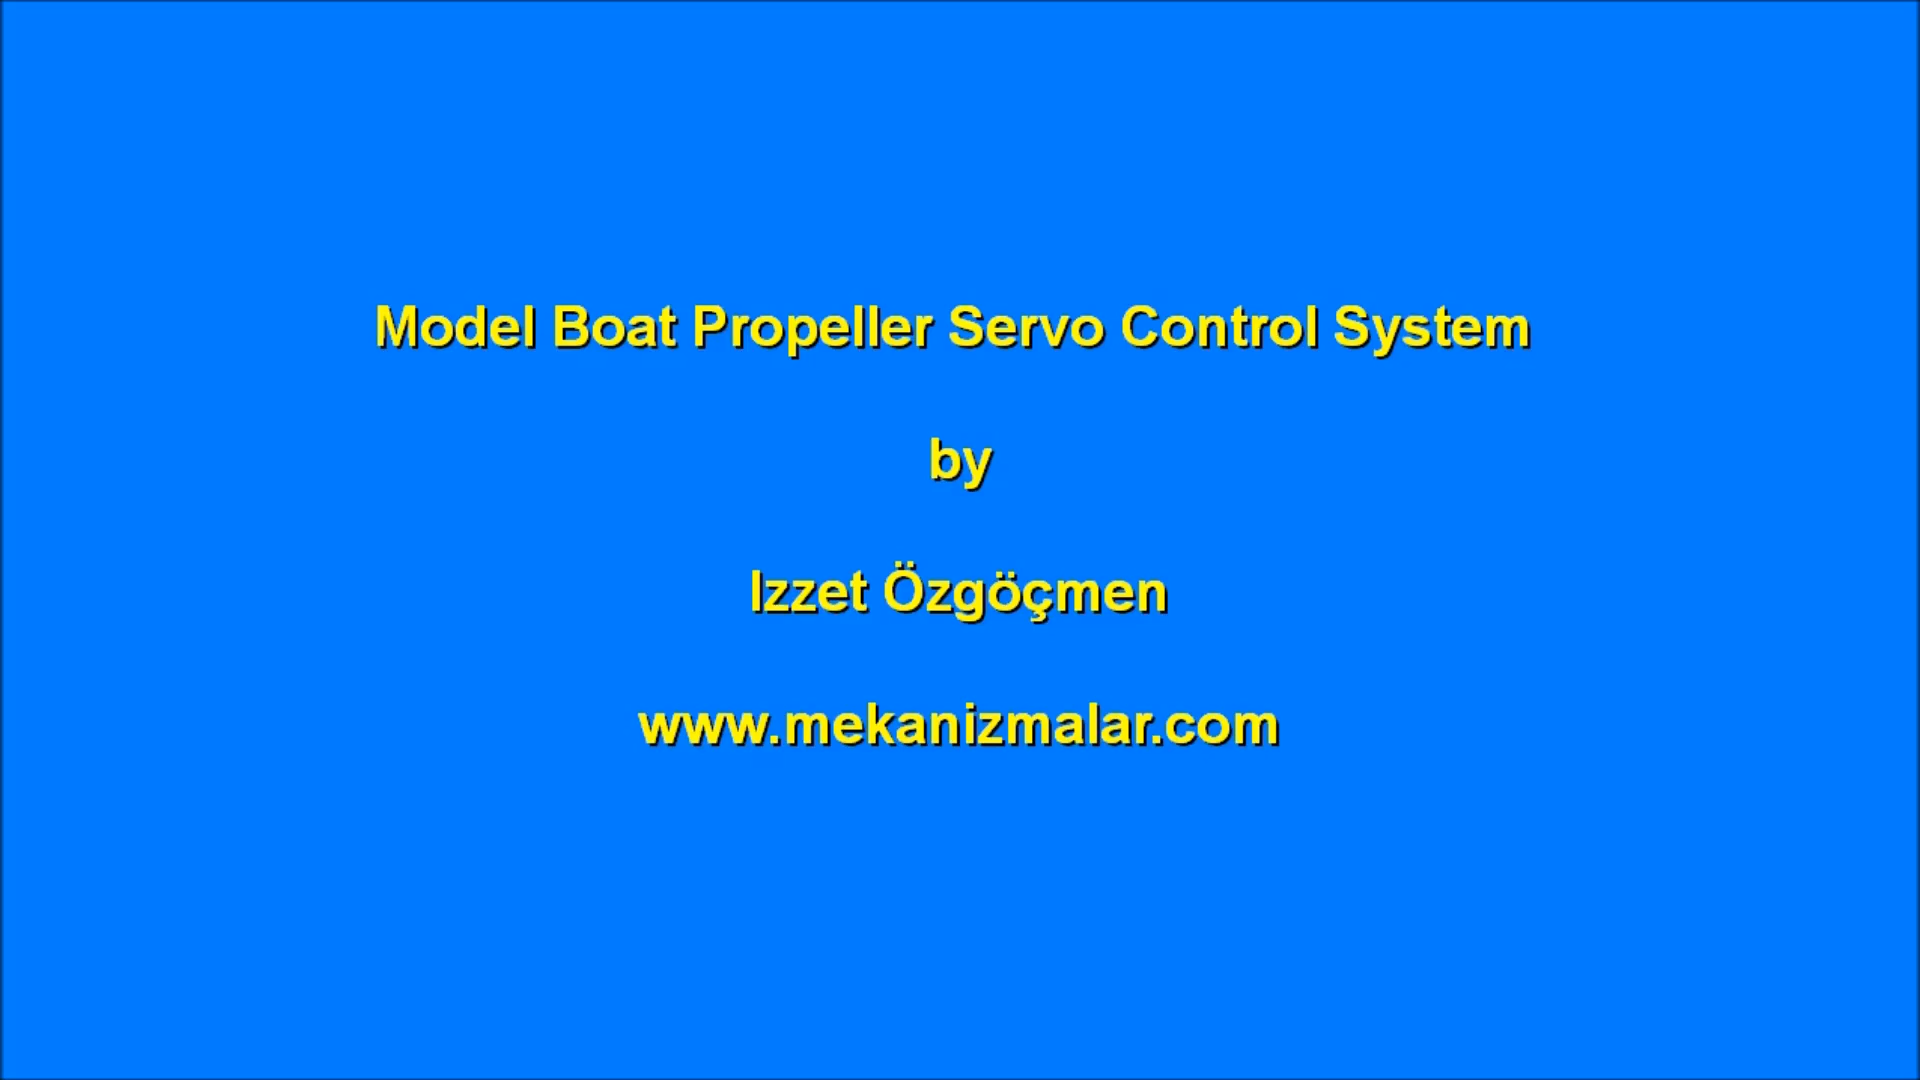 Model Boat Propeller Servo Control System
by
Izzet Özgöçmen
www.mekanizmalar.com